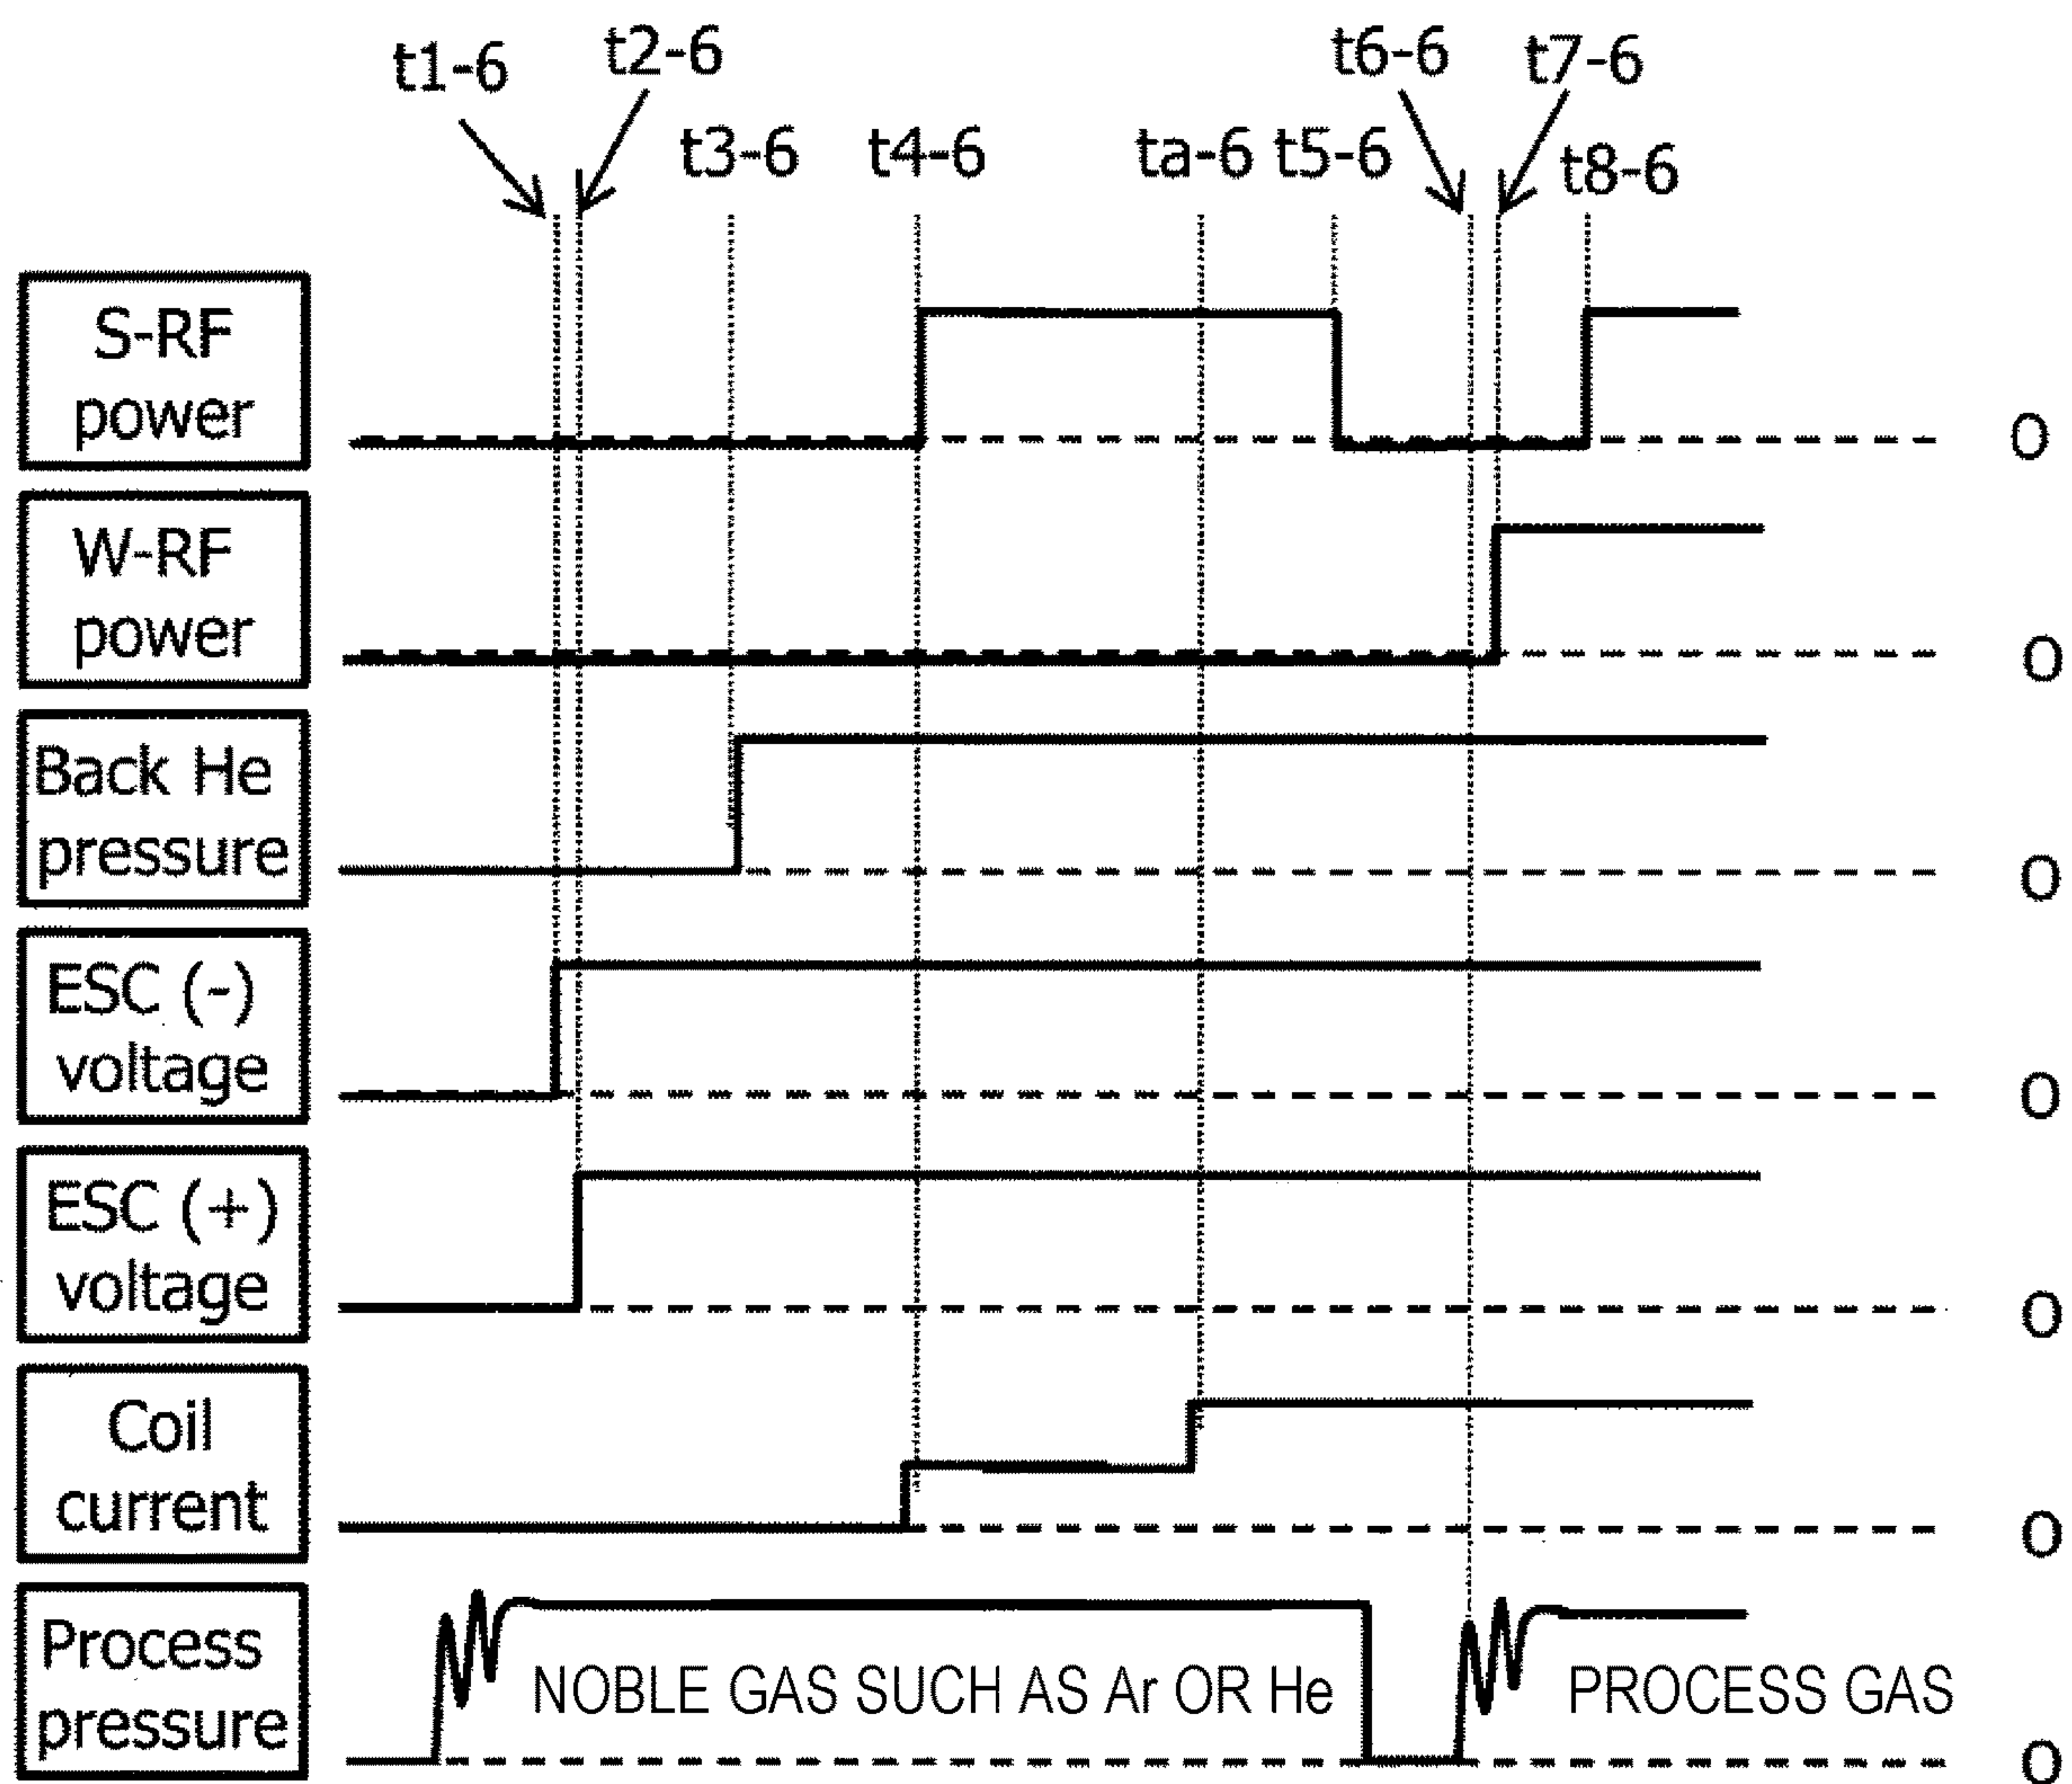 t1-6
t2-6
t3-6
t4-6
ta-6
t5-6
t6-6
t7-6
t8-6
S-RF
power
0
W-RF
power
0
Back He
pressure
0
ESC (-)
voltage
0
ESC (+)
voltage
0
Coil
current
0
Process
pressure
NOBLE GAS SUCH AS Ar OR He
PROCESS GAS
0